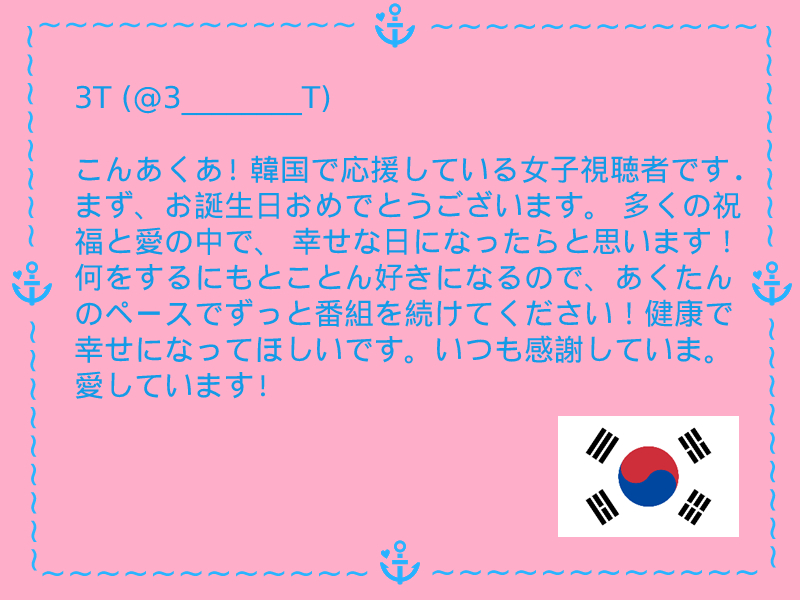 3T (@3________T)
こんあくあ! 韓国で応援している女子視聴者です.
まず、お誕生日おめでとうございます。 多くの祝
福と愛の中で、 幸せな日になったらと思います！
何をするにもとことん好きになるので、あくたん
のペースでずっと番組を続けてください！健康で
幸せになってほしいです。いつも感謝していま。
愛しています!